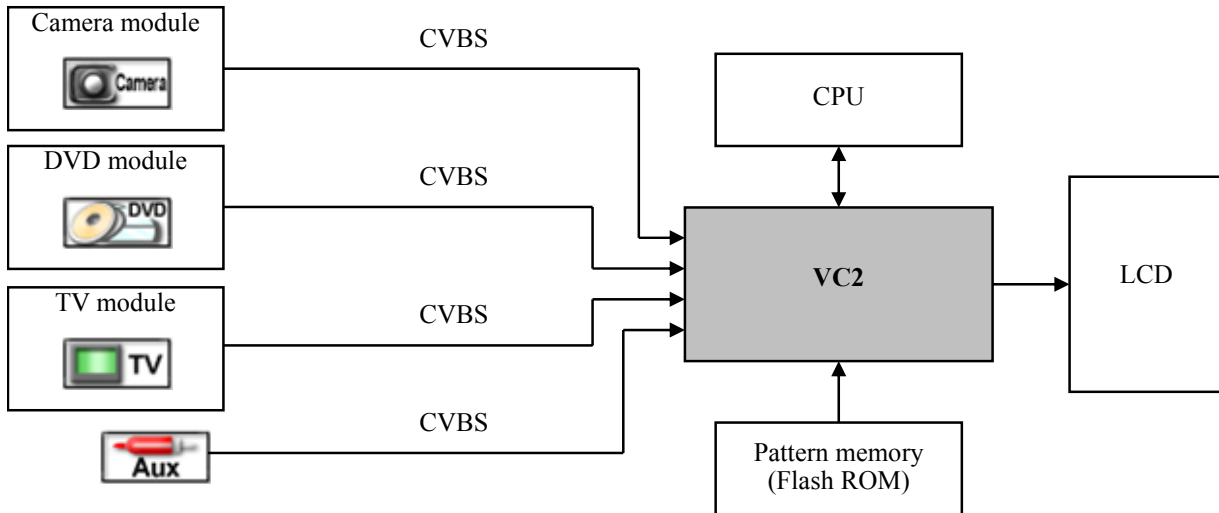 Camera module
Camera
CVBS
DVD module
DVD
CVBS
TV module
TV
CVBS
Aux
CVBS
CPU
VC2
LCD
Pattern memory
(Flash ROM)